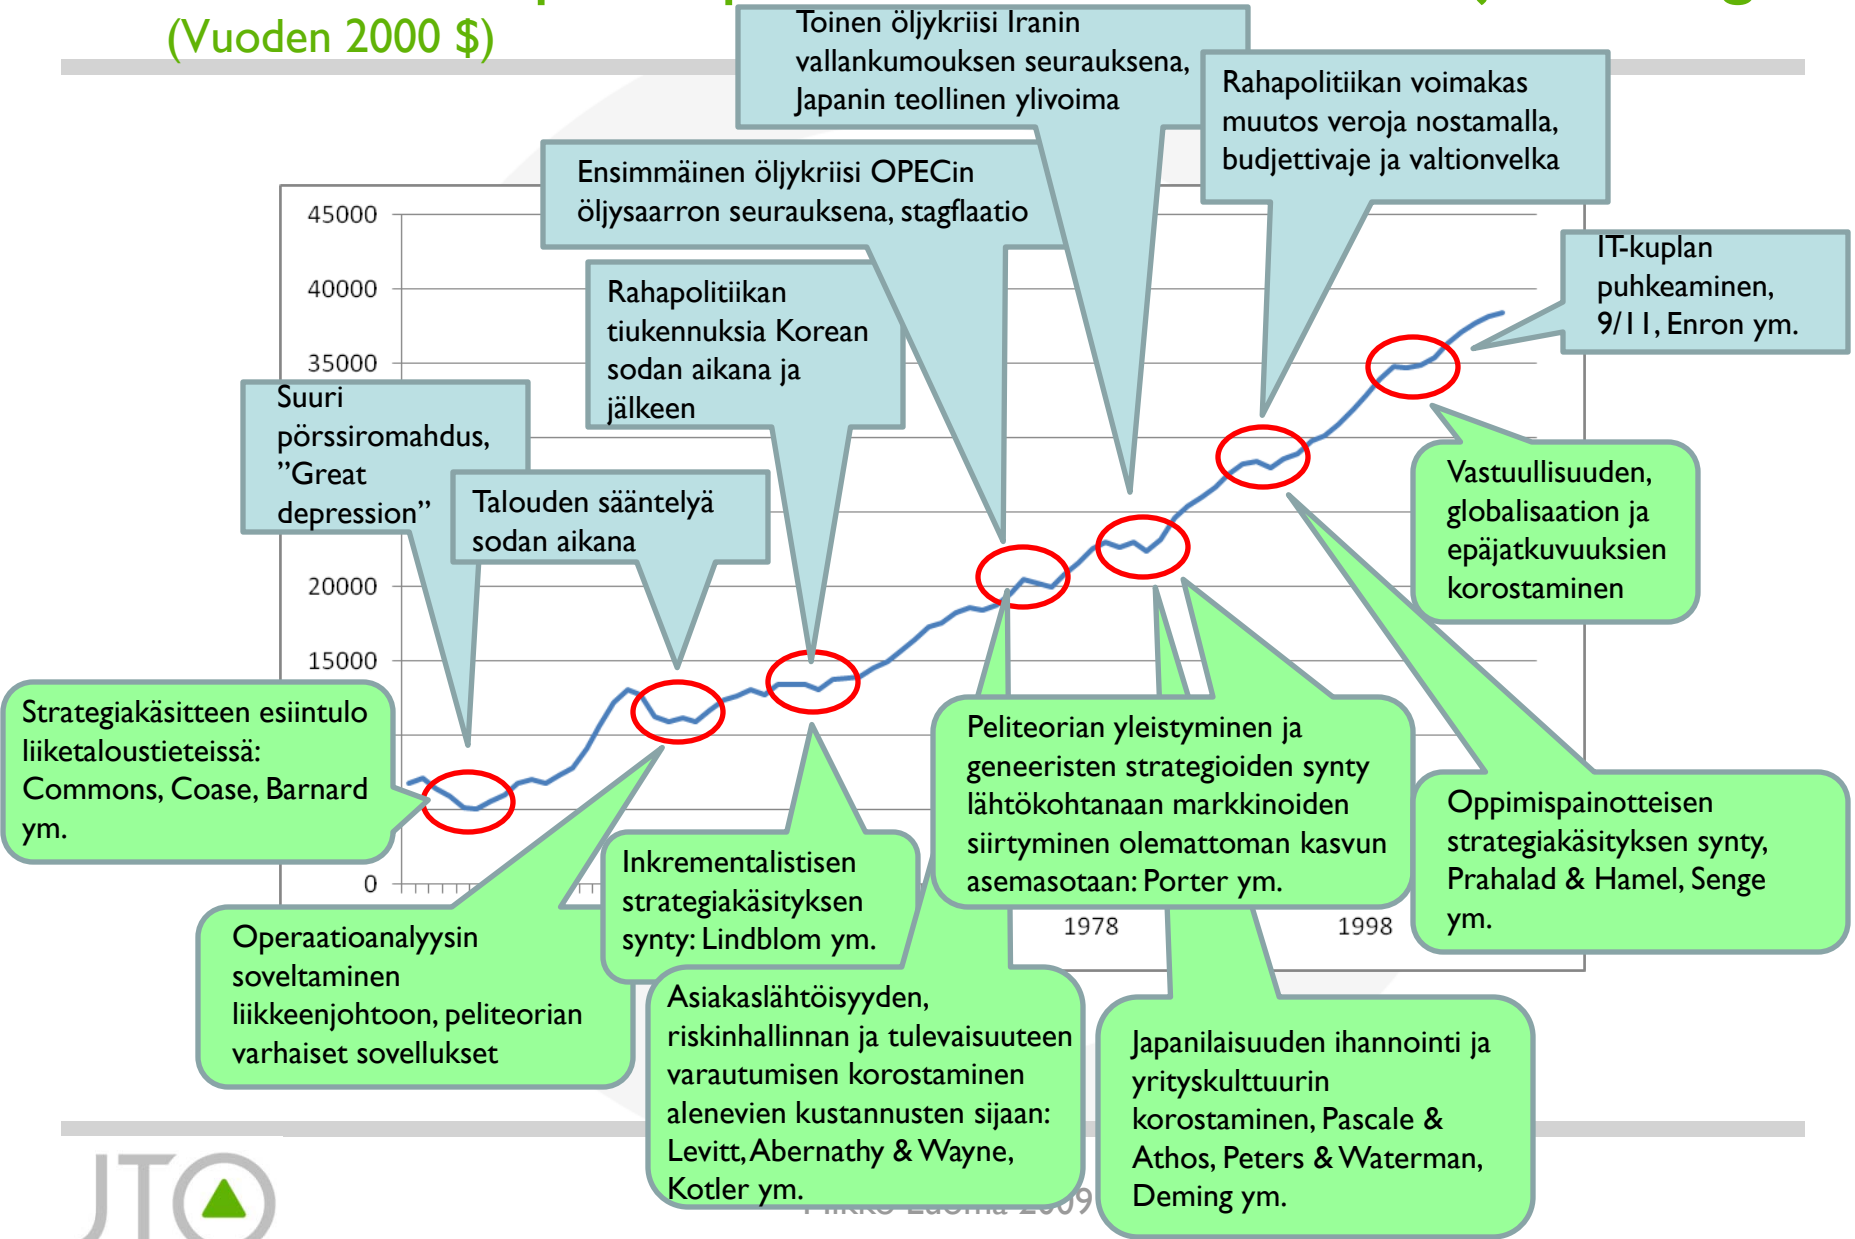 (Vuoden 2000 $)
Toinen öljykriisi Iranin
vallankumouksen seurauksena,
Japanin teollinen ylivoima
Rahapolitiikan voimakas
muutos veroja nostamalla,
budjettivaje ja valtionvelka
Ensimmäinen öljykriisi OPECin
öljysaarron seurauksena, stagflaatio
IT-kuplan
puhkeaminen,
9/11, Enron ym.
Rahapolitiikan
tiukennuksia Korean
sodan aikana ja
jälkeen
Suuri
pörssiromahdus,
”Great
depression”
Talouden sääntelyä
sodan aikana
45000
40000
35000
20000
15000
0
1978
1998
Vastuullisuuden,
globalisaation ja
epäjatkuvuuksien
korostaminen
Strategiakäsitteen esiintulo
liiketaloustieteissä:
Commons, Coase, Barnard
ym.
Peliteorian yleistyminen ja
geneeristen strategioiden synty
lähtökohtanaan markkinoiden
siirtyminen olemattoman kasvun
asemasotaan: Porter ym.
Oppimispainotteisen
strategiakäsityksen synty,
Prahalad & Hamel, Senge
ym.
Inkrementalistisen
strategiakäsityksen
synty: Lindblom ym.
Operaatioanalyysin
soveltaminen
liikkeenjohtoon, peliteorian
varhaiset sovellukset
Asiakaslähtöisyyden,
riskinhallinnan ja tulevaisuuteen
varautumisen korostaminen
alenevien kustannusten sijaan:
Levitt, Abernathy & Wayne,
Kotler ym.
Japanilaisuuden ihannointi ja
yrityskulttuurin
korostaminen, Pascale &
Athos, Peters & Waterman,
Deming ym.
JTO